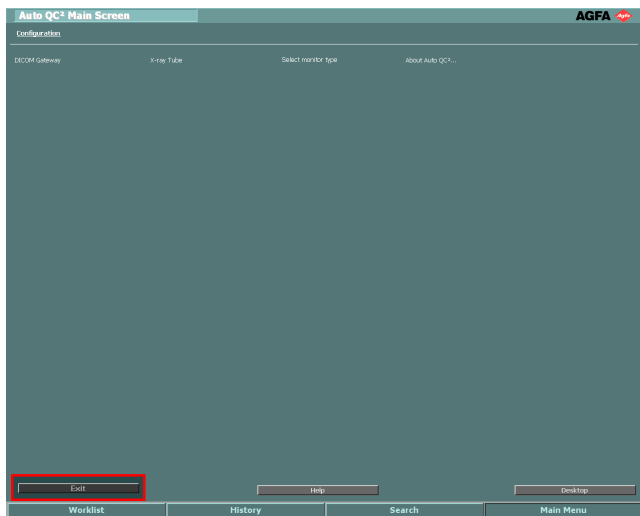 Auto QC² Main Screen
AGFA Agfa
Configuration
DICOM Gateway X-ray Tube Select monitor type About Auto QC²...
Exit Help Desktop
Worklist History Search Main Menu